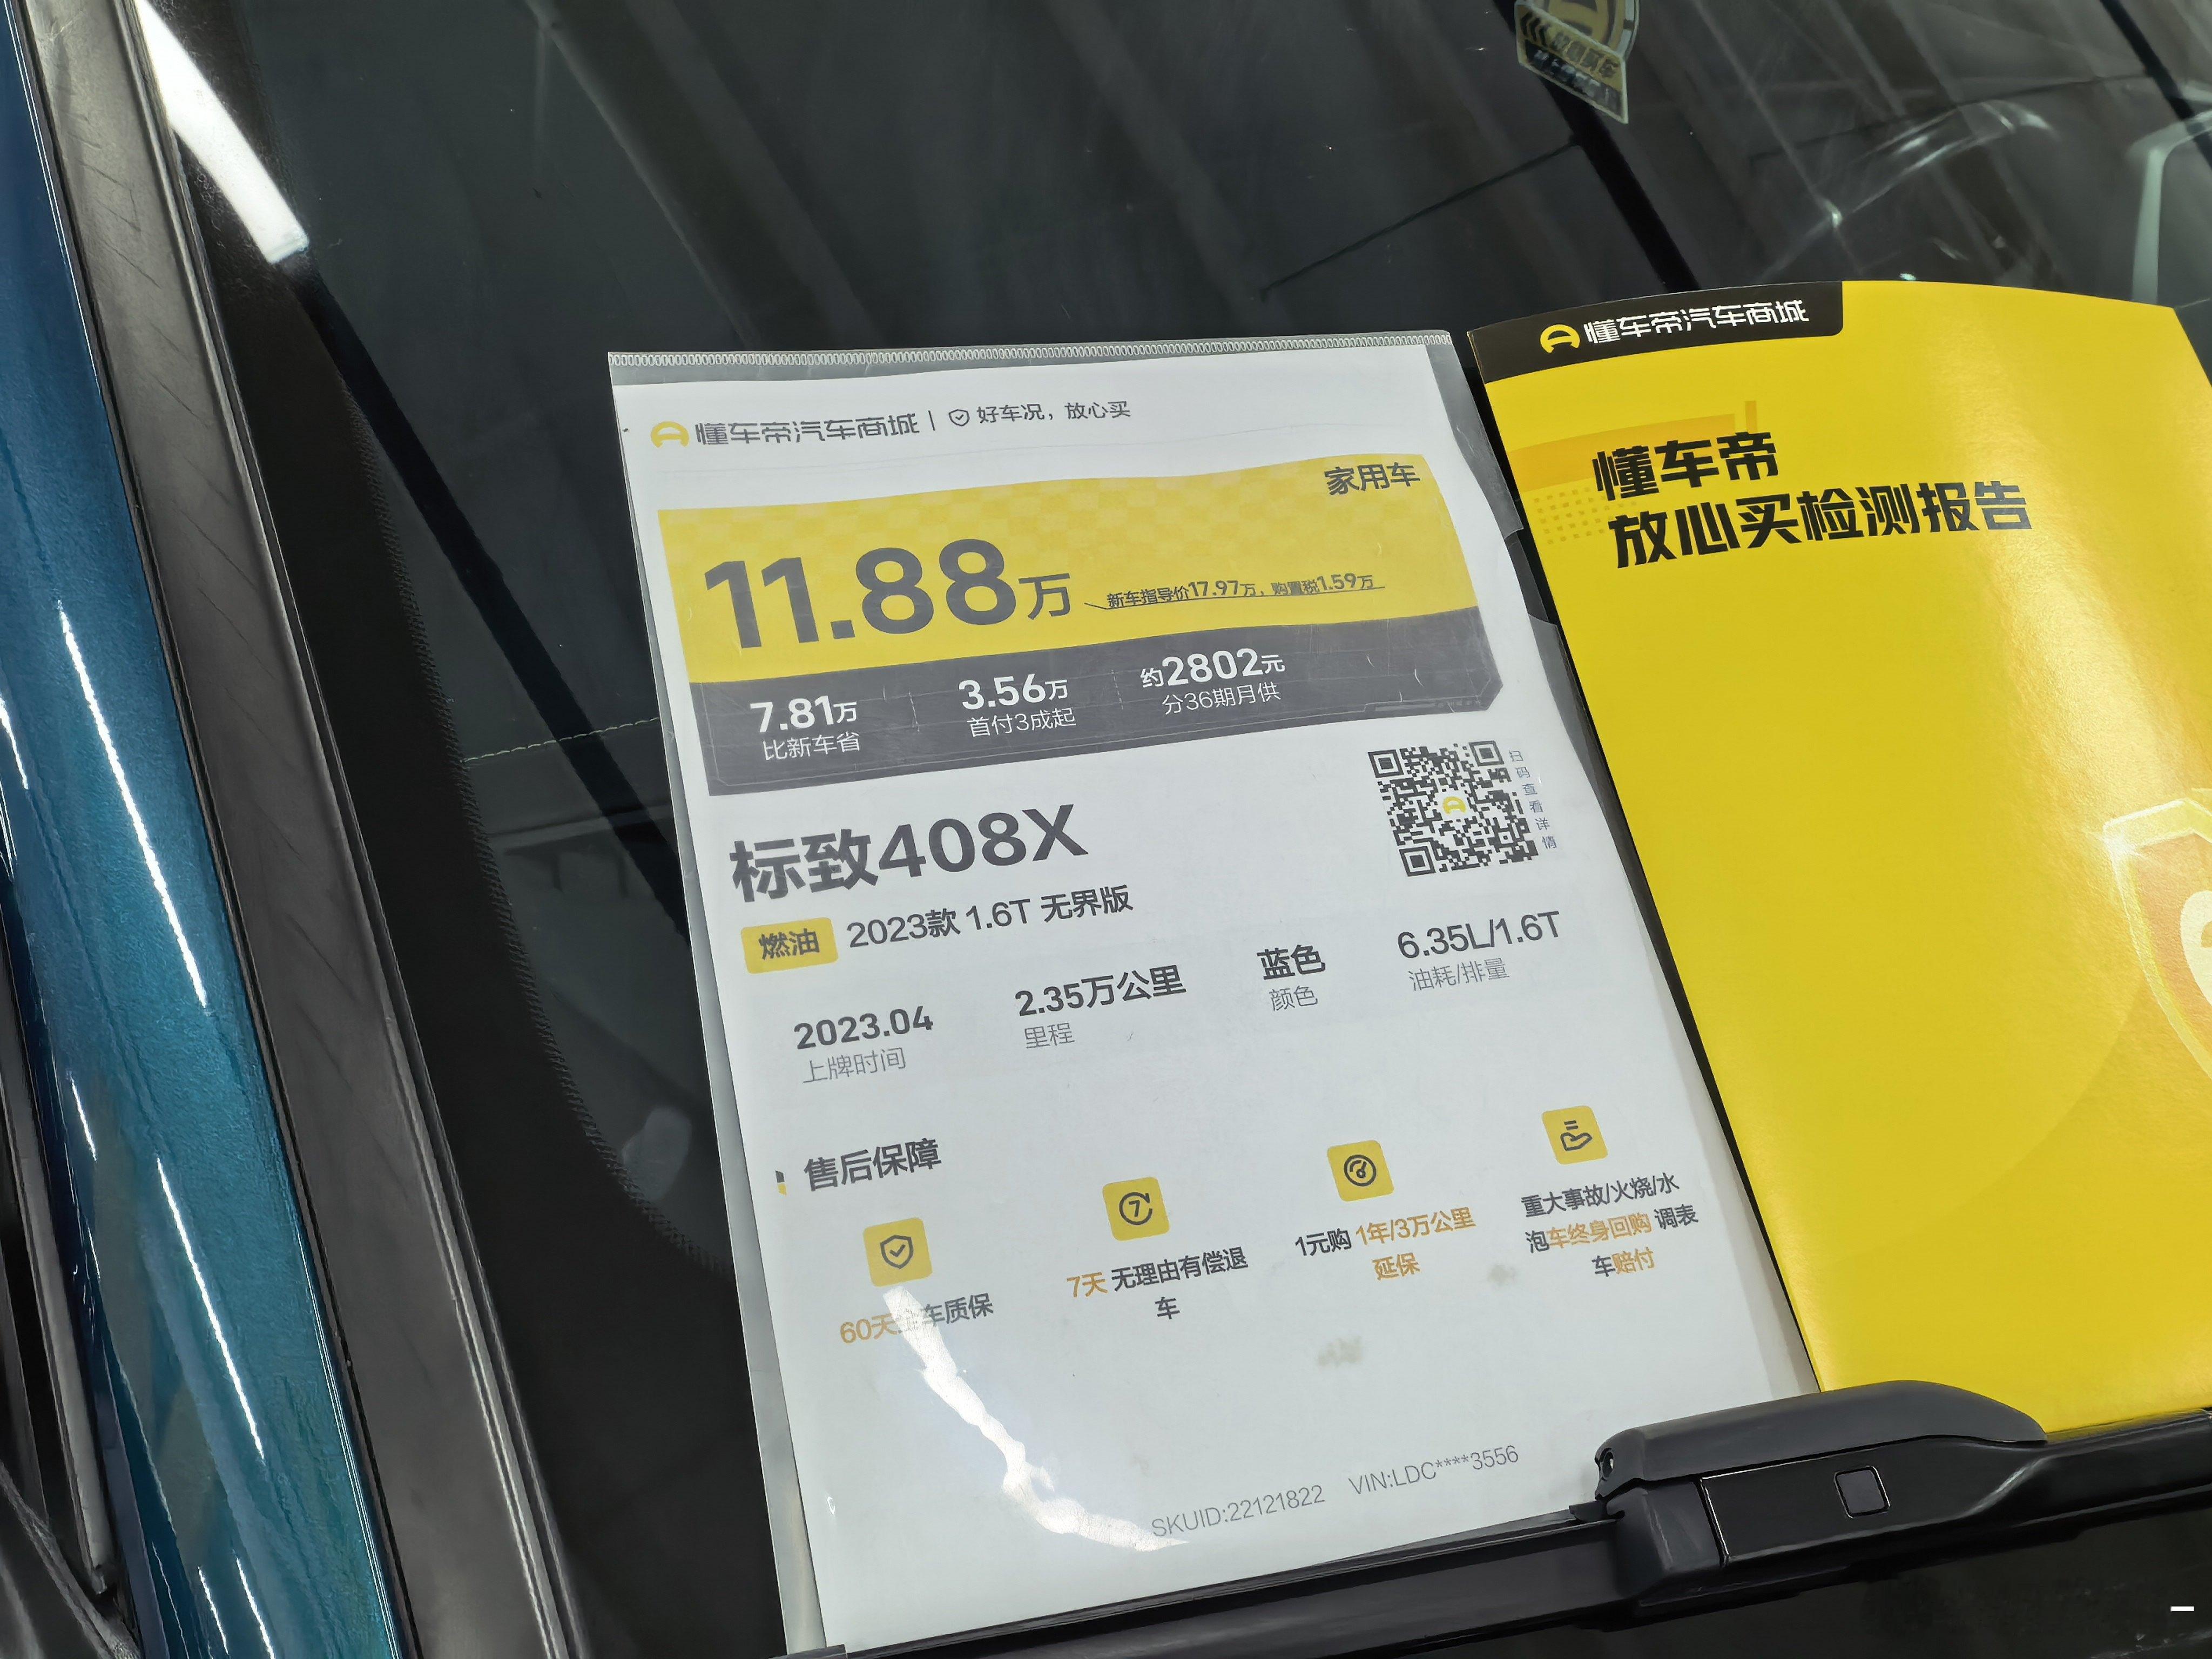 懂车帝汽车商城 | 好车况，放心买
家用车
11.88万 新车指导价17.97万，购置税1.59万
7.81万 3.56万 约2802元
比新车省 首付3成起 分36期月供
扫码查看详情
标致408X
燃油 2023款 1.6T 无界版
2023.04 2.35万公里 蓝色 6.35L/1.6T
上牌时间 里程 颜色 油耗/排量
售后保障
60天全车质保
7天 无理由有偿退
车
1元购 1年/3万公里
延保
重大事故/火烧/水
泡车终身回购 调表
车赔付
SKUID:22121822 VIN:LDC****3556
懂车帝汽车商城
懂车帝
放心买检测报告